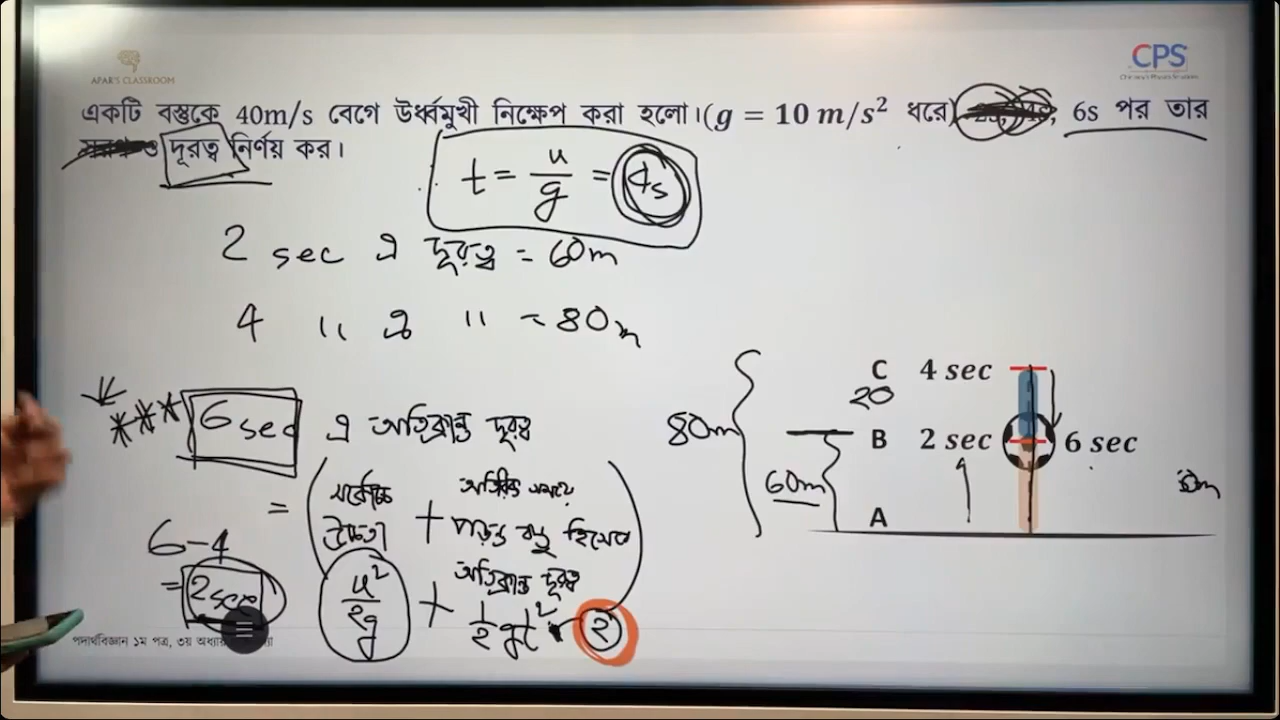 APAR'S CLASSROOM
CPS
একটি বস্তুকে 40m/s বেগে উর্ধ্বমুখী নিক্ষেপ করা হলো।(g = 10 m/s² ধরে) 6s পর তার
দূরত্ব নির্ণয় কর।
t = u/g = 4s
2 sec এ দূরত্ব = 60m
4 " এ " = 80m
*** 6 sec এ অতিক্রান্ত দূরত্ব
= (সর্বোচ্চ উচ্চতা + অতিরিক্ত সময়ে পড়ন্ত বস্তু হিসেবে অতিক্রান্ত দূরত্ব)
6-4
= 2 sec
u²/২g + 1/2 gt² ২
C 4 sec
20
80m
B 2 sec 6 sec
60m
A
পদার্থবিজ্ঞান ১ম পত্র, ৩য় অধ্যায়